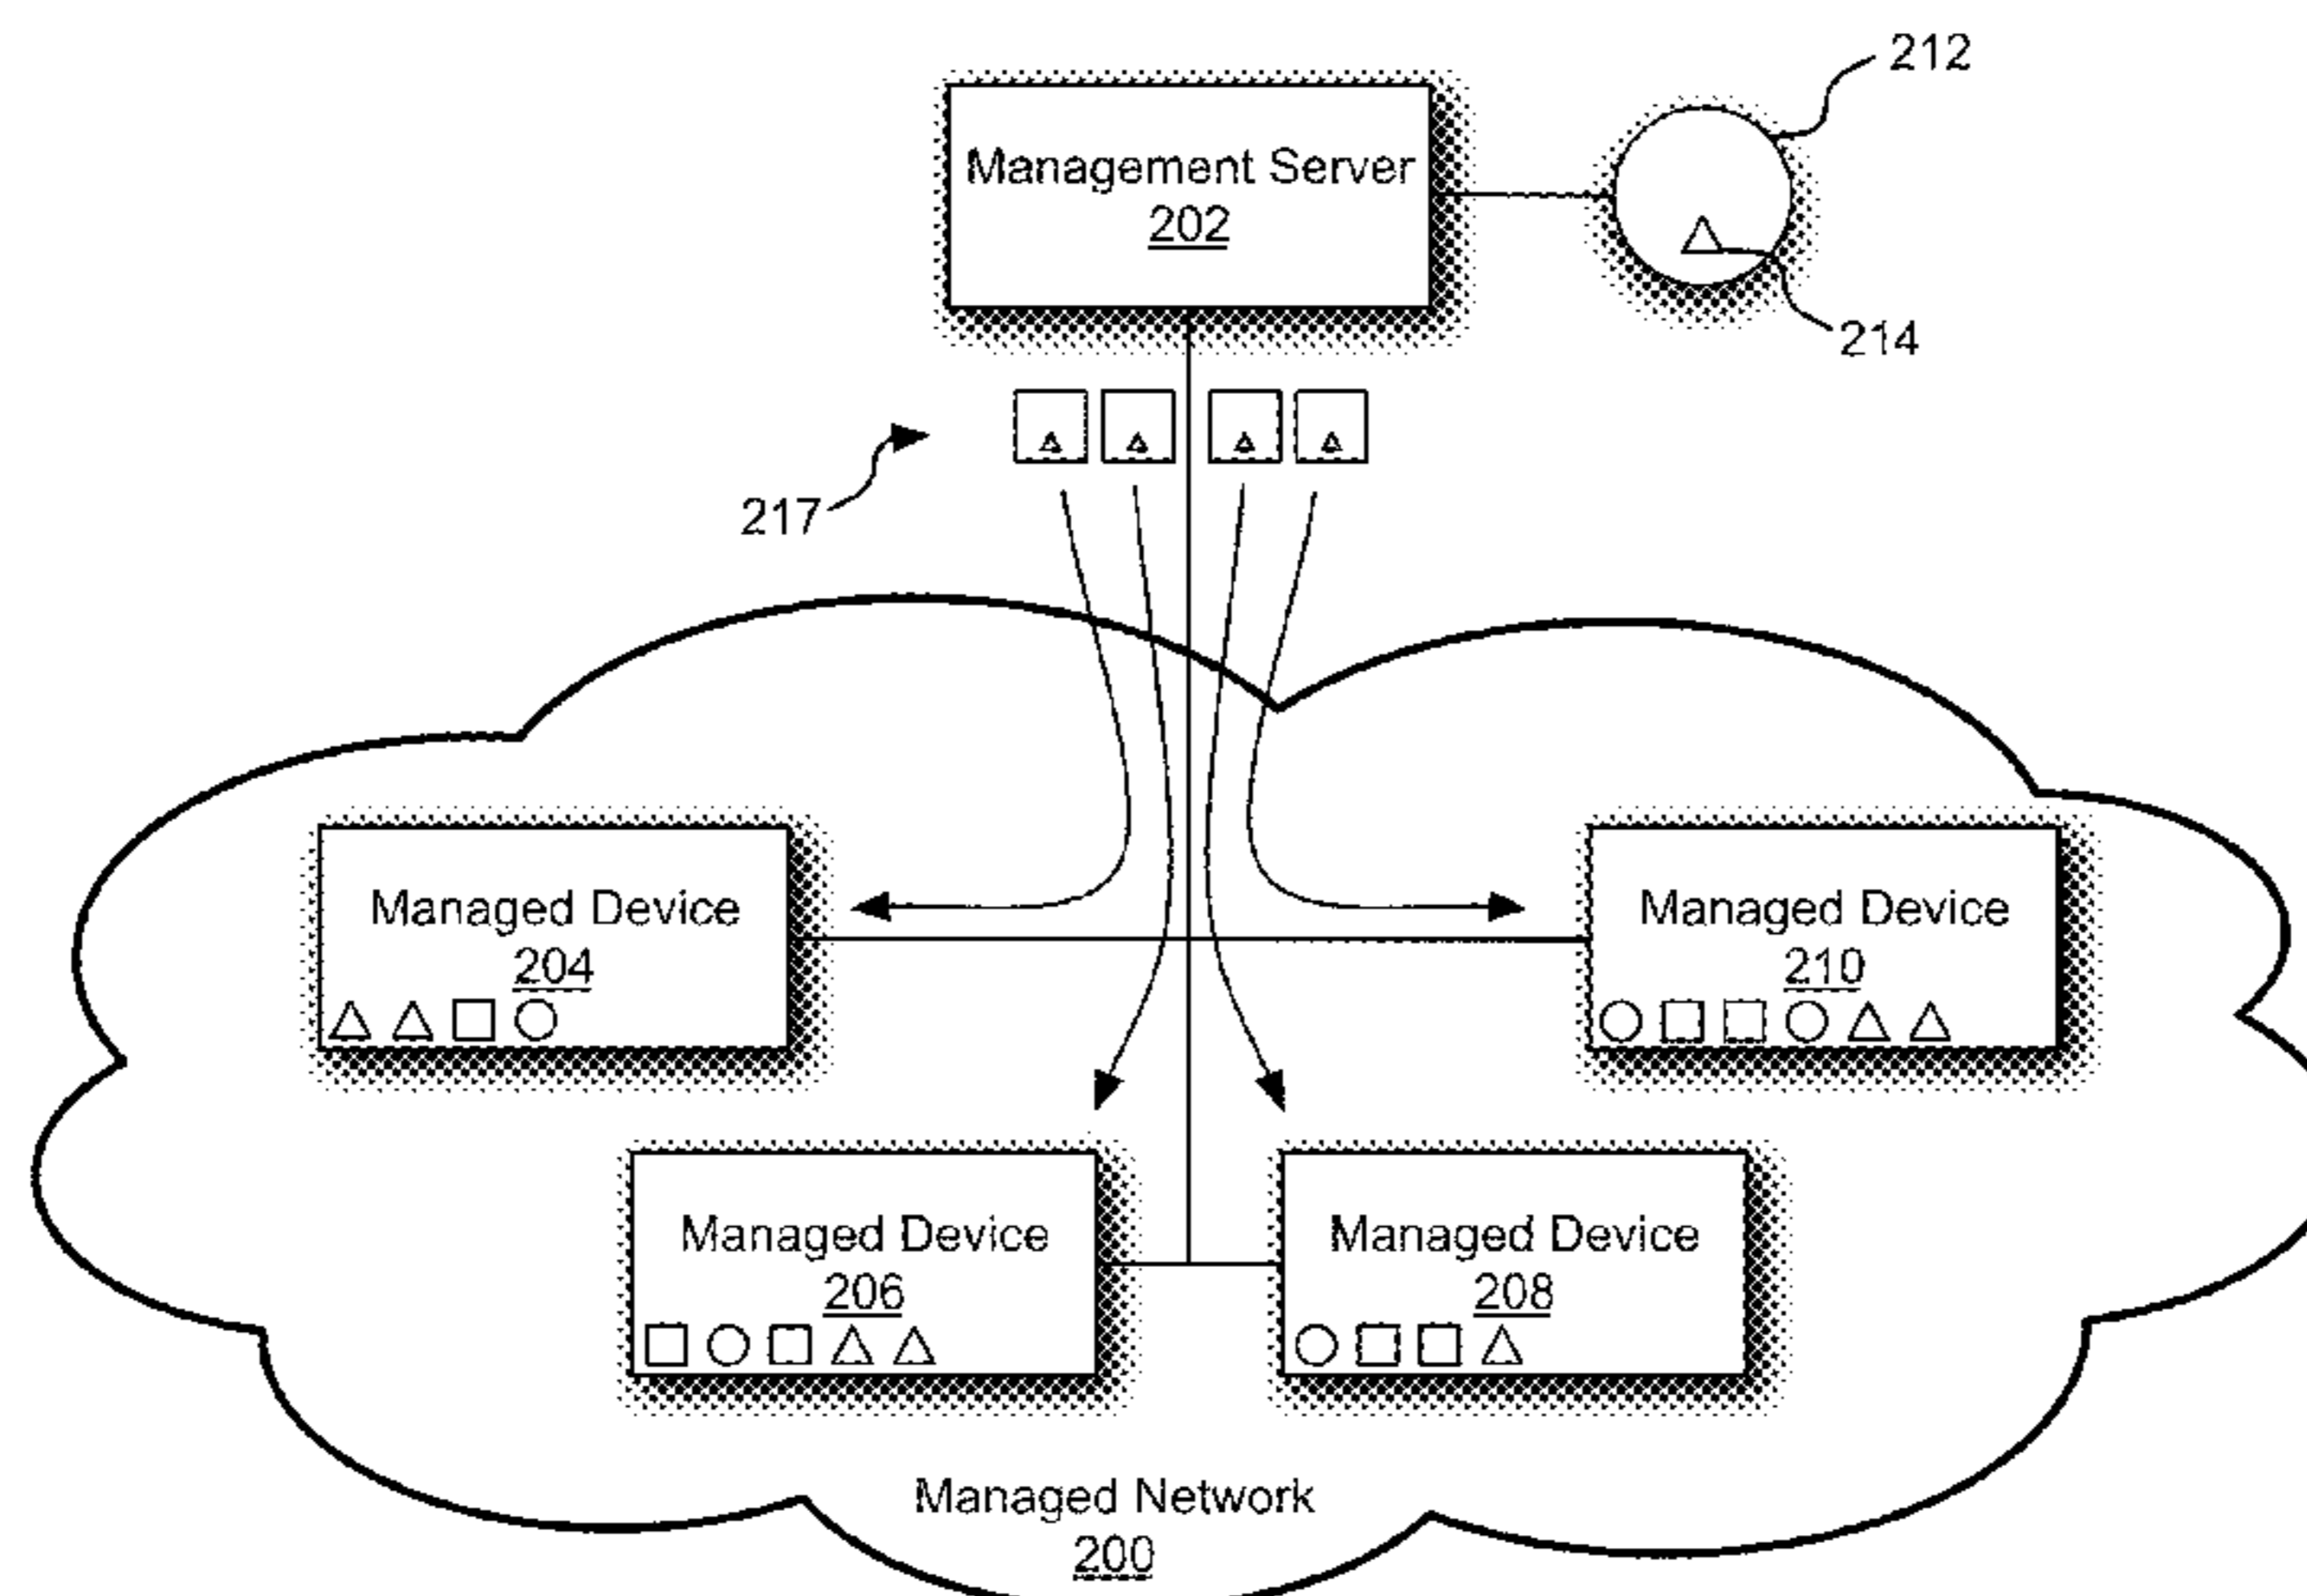 212
Management Server
202
214
217
Managed Device
204
Managed Device
210
Managed Device
206
Managed Device
208
Managed Network
200